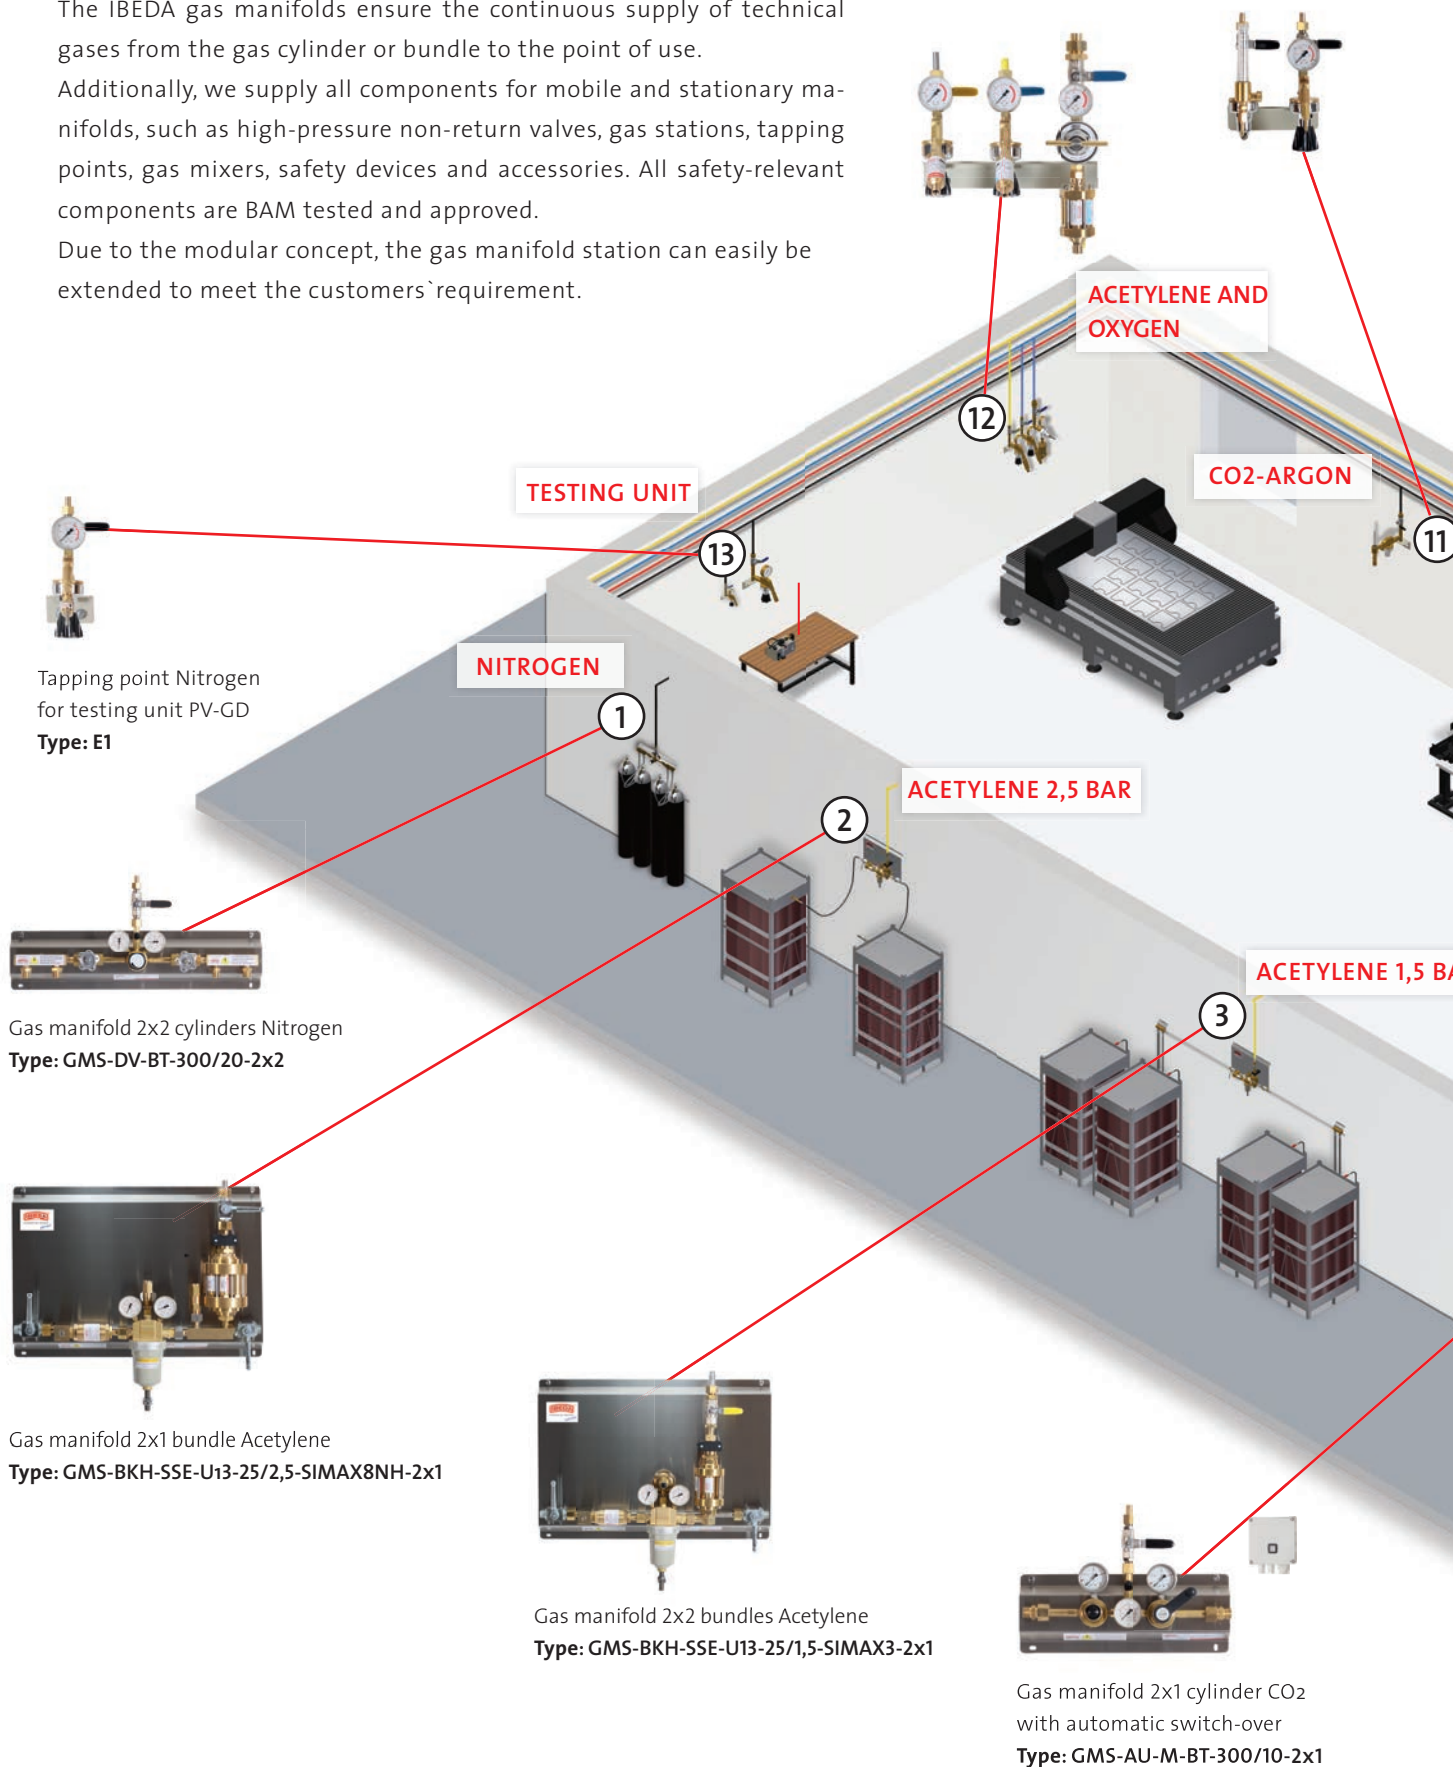 The IBEDA gas manifolds ensure the continuous supply of technical
gases from the gas cylinder or bundle to the point of use.
Additionally, we supply all components for mobile and stationary ma-
nifolds, such as high-pressure non-return valves, gas stations, tapping
points, gas mixers, safety devices and accessories. All safety-relevant
components are BAM tested and approved.
Due to the modular concept, the gas manifold station can easily be
extended to meet the customers`requirement.
ACETYLENE AND
OXYGEN
12
CO2-ARGON
11
TESTING UNIT
13
Tapping point Nitrogen
for testing unit PV-GD
Type: E1
NITROGEN
1
ACETYLENE 2,5 BAR
2
ACETYLENE 1,5 BA
3
Gas manifold 2x2 cylinders Nitrogen
Type: GMS-DV-BT-300/20-2x2
Gas manifold 2x1 bundle Acetylene
Type: GMS-BKH-SSE-U13-25/2,5-SIMAX8NH-2x1
Gas manifold 2x2 bundles Acetylene
Type: GMS-BKH-SSE-U13-25/1,5-SIMAX3-2x1
Gas manifold 2x1 cylinder CO2
with automatic switch-over
Type: GMS-AU-M-BT-300/10-2x1